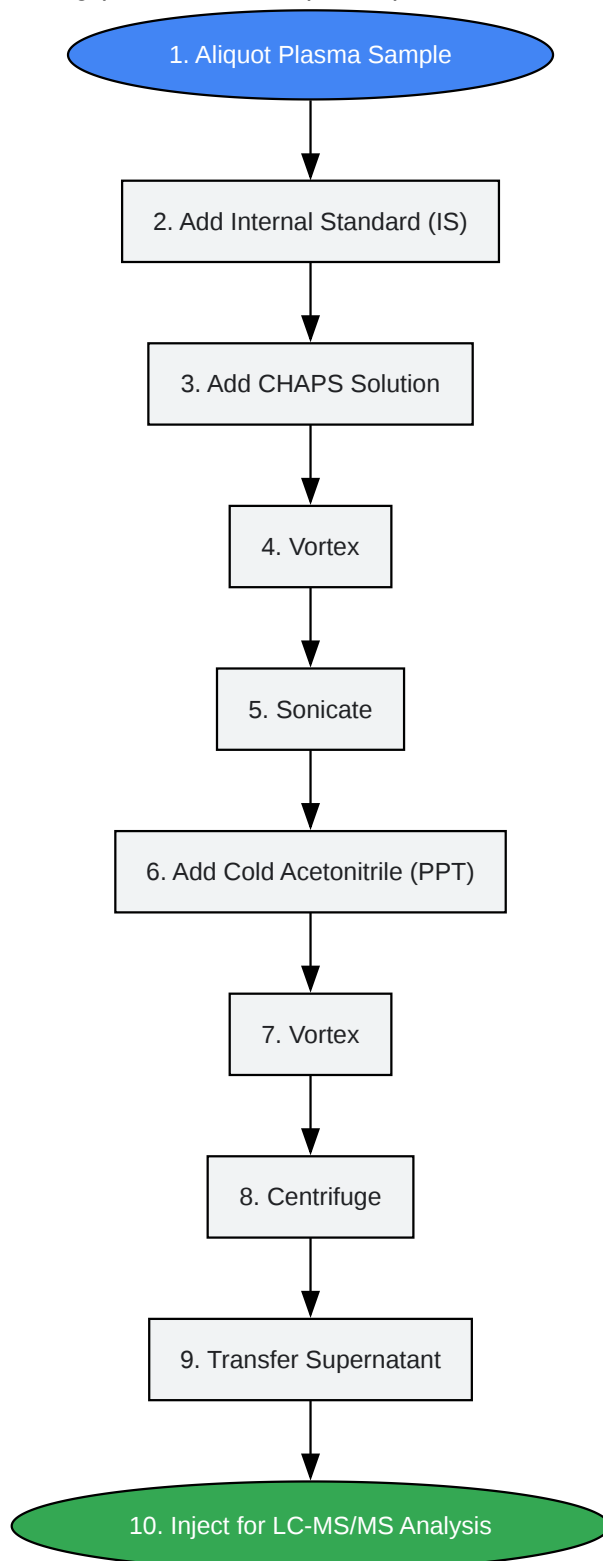 1. Aliquot Plasma Sample
2. Add Internal Standard (IS)
3. Add CHAPS Solution
4. Vortex
5. Sonicate
6. Add Cold Acetonitrile (PPT)
7. Vortex
8. Centrifuge
9. Transfer Supernatant
10. Inject for LC-MS/MS Analysis